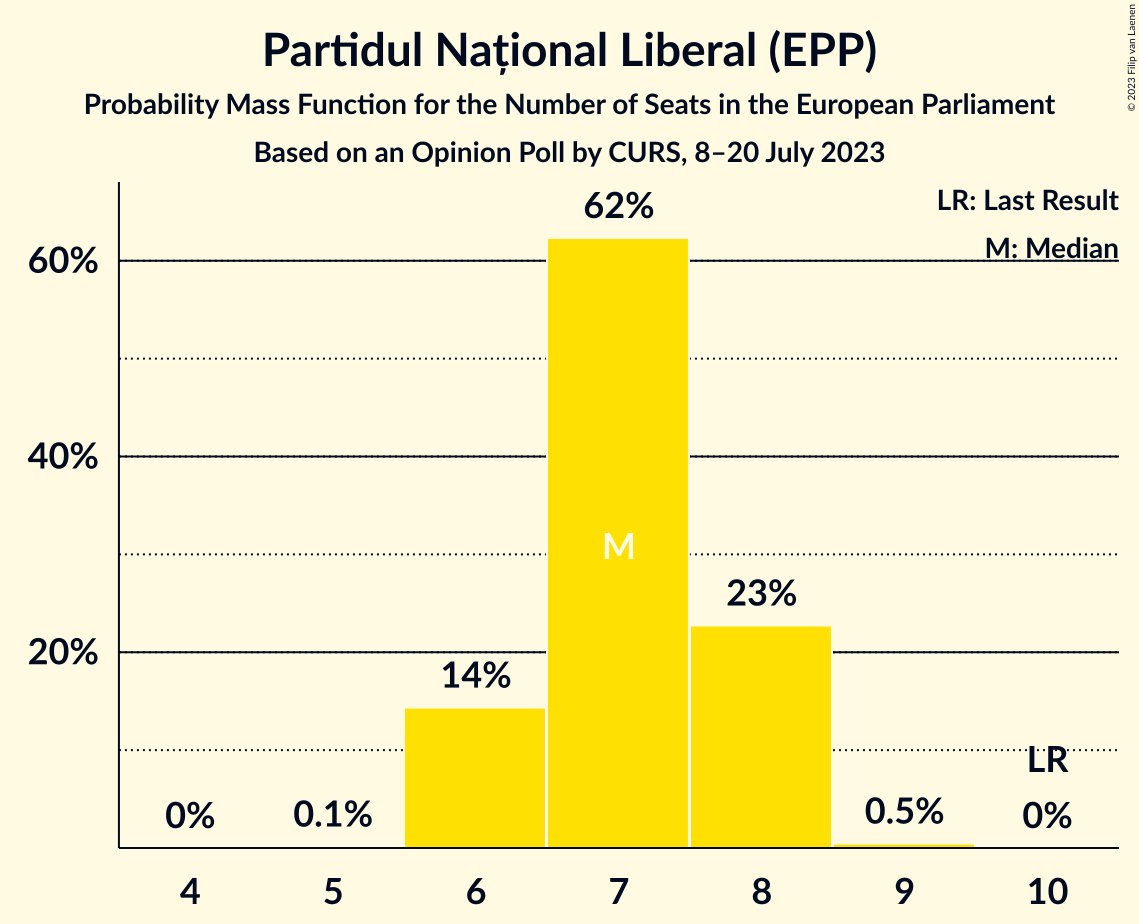 Partidul Național Liberal (EPP)
Probability Mass Function for the Number of Seats in the European Parliament
Based on an Opinion Poll by CURS, 8–20 July 2023
© 2023 Filip van Laenen
LR: Last Result
M: Median
60%
40%
20%
0%
0.1%
14%
62%
M
23%
0.5%
LR
0%
4
5
6
7
8
9
10